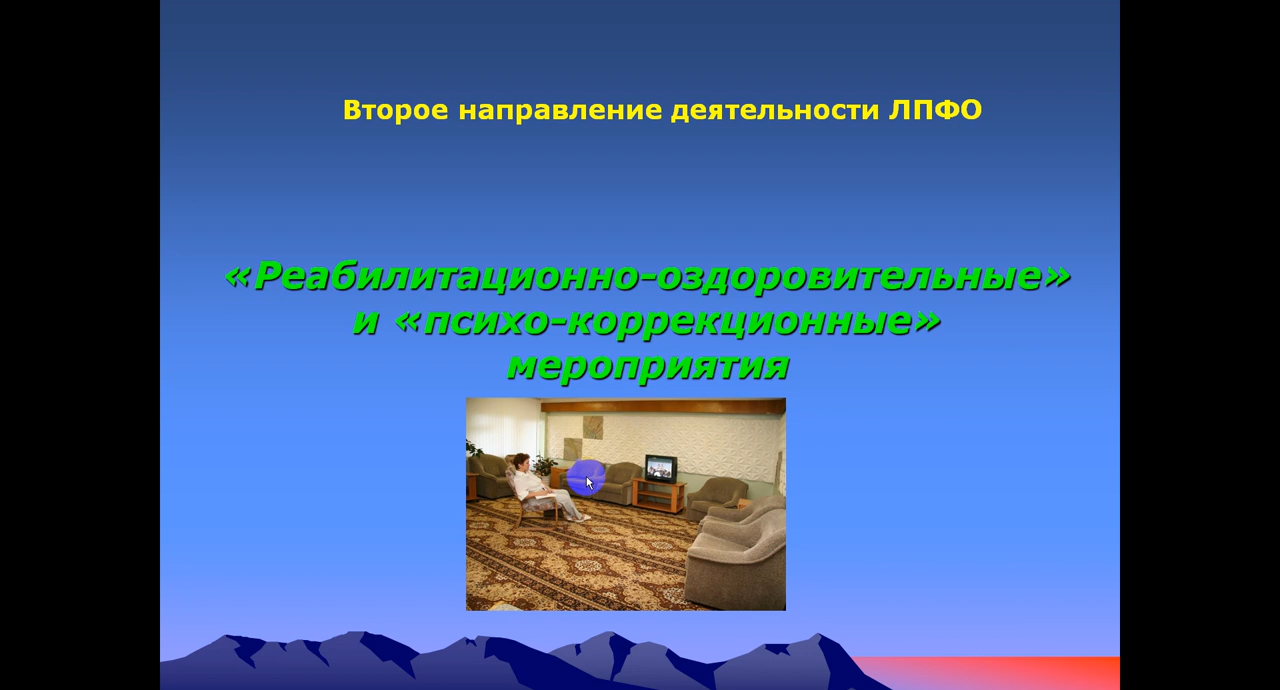 Второе направление деятельности ЛПФО
«Реабилитационно-оздоровительные»
и «психо-коррекционные»
мероприятия